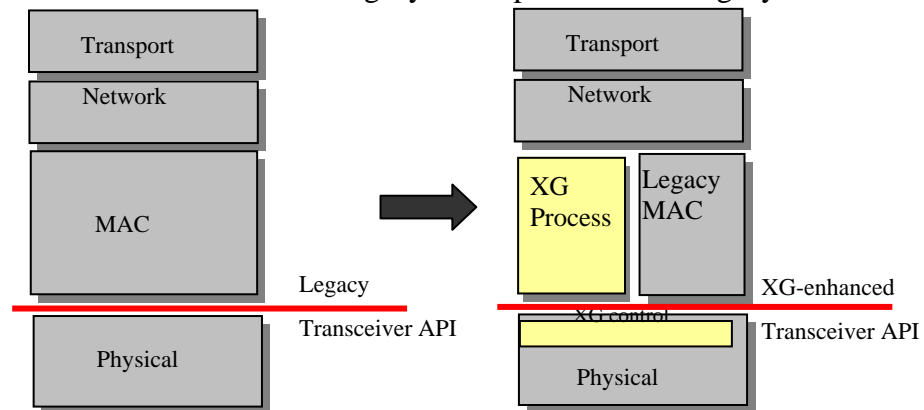 Transport
Network
MAC
Legacy
Transceiver API
Physical
Transport
Network
XG
Process
Legacy
MAC
XG-enhanced
XG control
Transceiver API
Physical